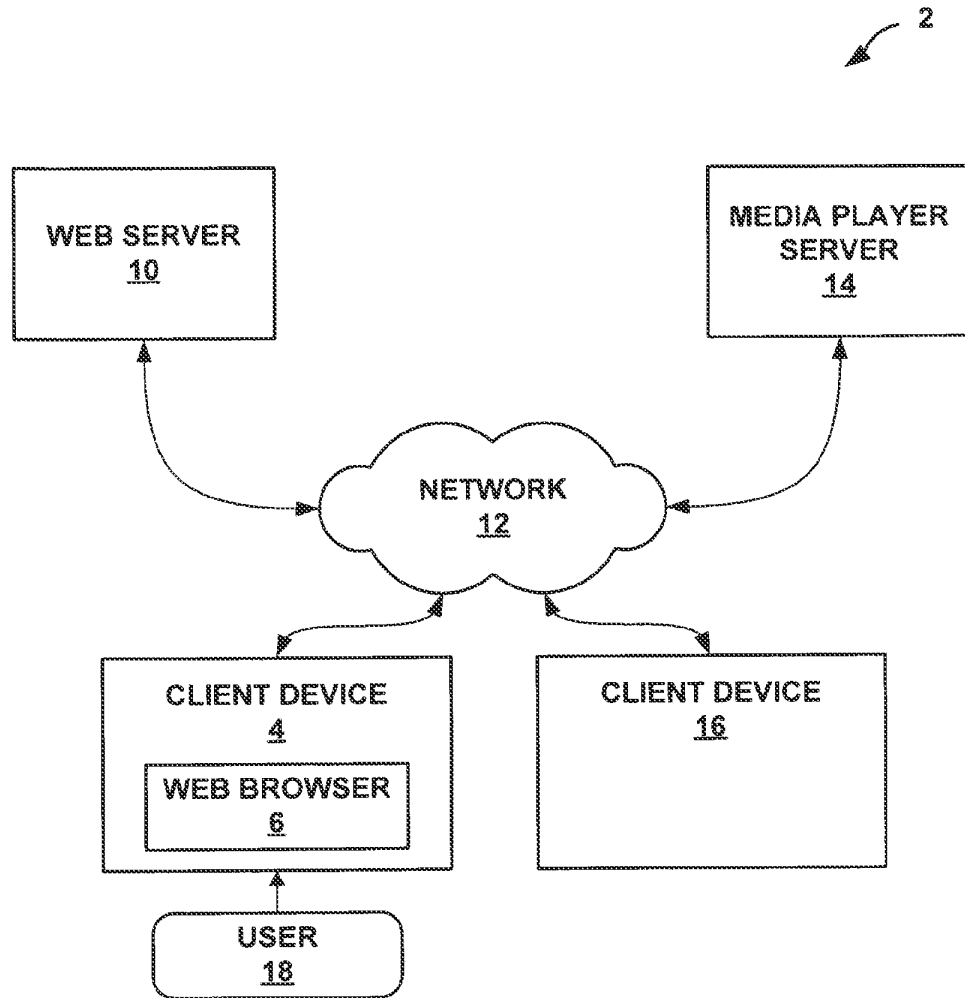 2
WEB SERVER
10
MEDIA PLAYER
SERVER
14
NETWORK
12
CLIENT DEVICE
4
WEB BROWSER
6
CLIENT DEVICE
16
USER
18